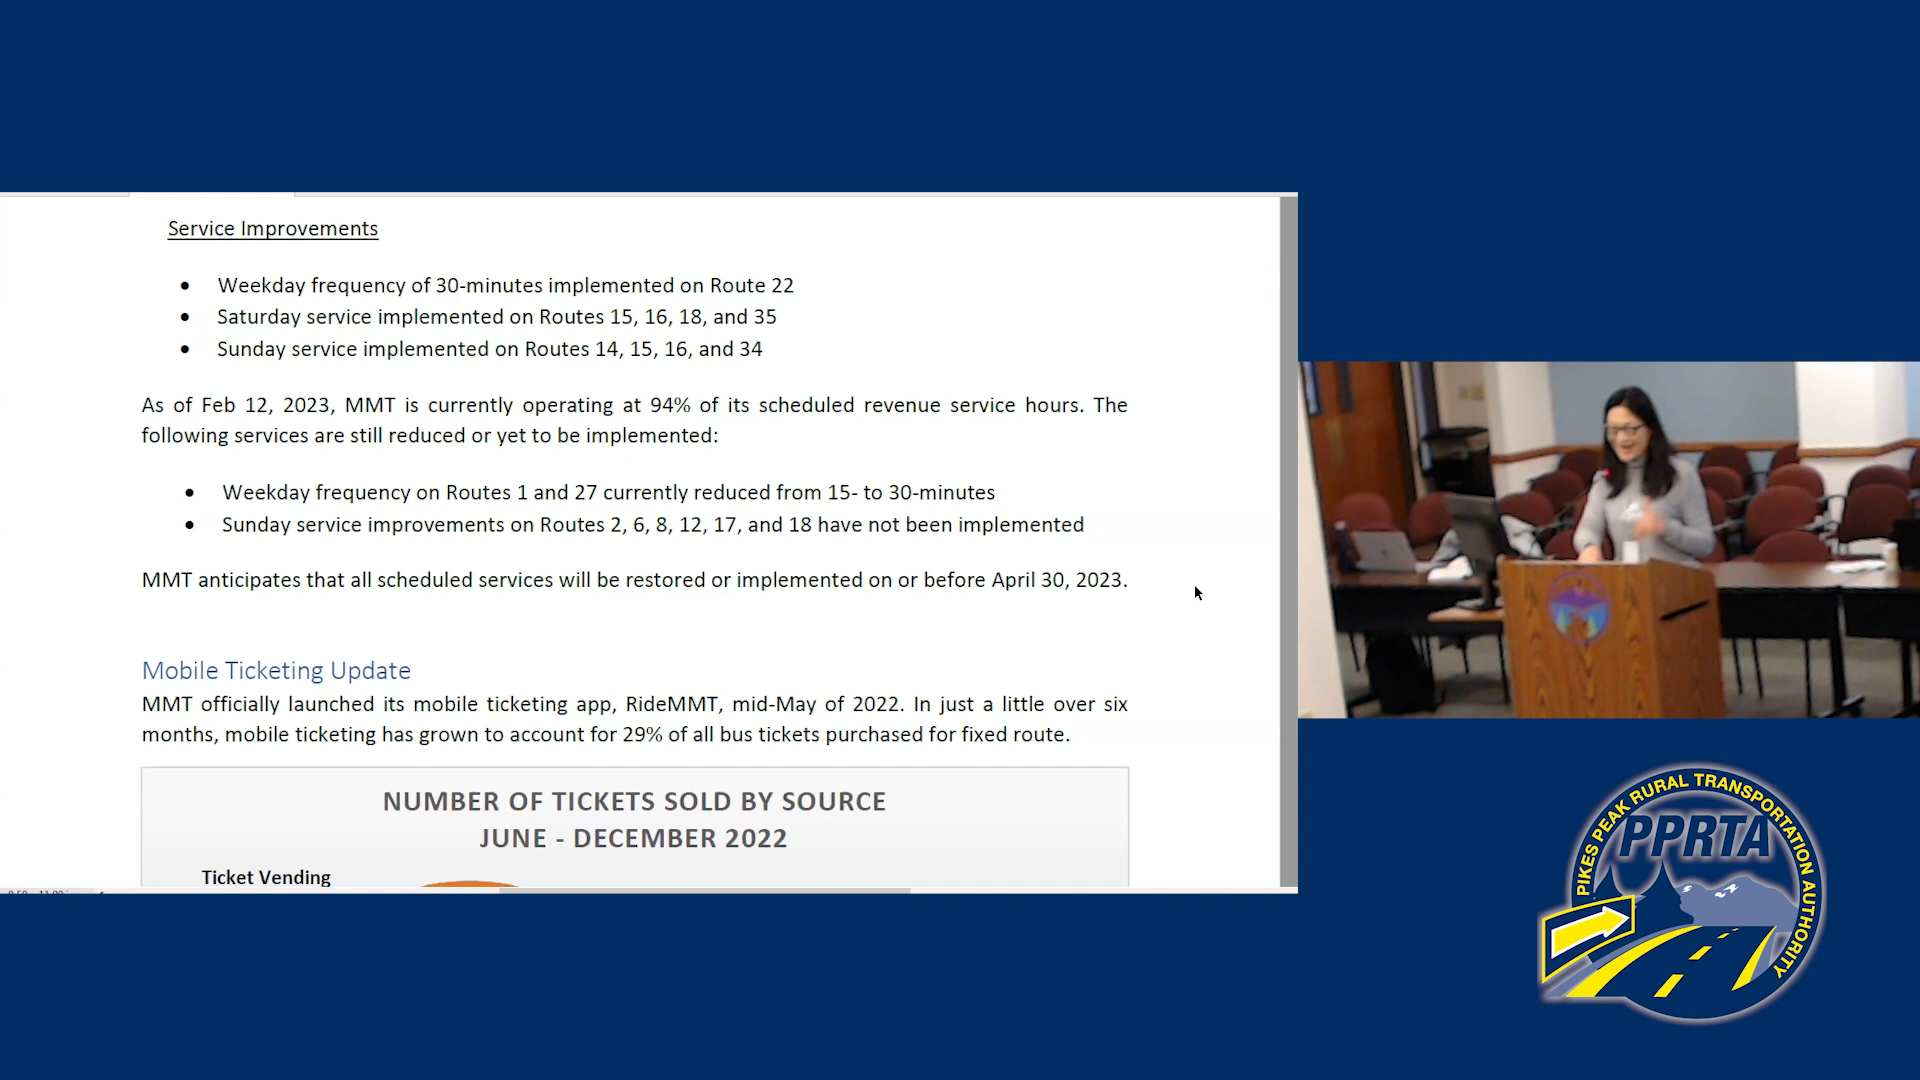 Service Improvements
• Weekday frequency of 30-minutes implemented on Route 22
• Saturday service implemented on Routes 15, 16, 18, and 35
• Sunday service implemented on Routes 14, 15, 16, and 34
As of Feb 12, 2023, MMT is currently operating at 94% of its scheduled revenue service hours. The
following services are still reduced or yet to be implemented:
• Weekday frequency on Routes 1 and 27 currently reduced from 15- to 30-minutes
• Sunday service improvements on Routes 2, 6, 8, 12, 17, and 18 have not been implemented
MMT anticipates that all scheduled services will be restored or implemented on or before April 30, 2023.
Mobile Ticketing Update
MMT officially launched its mobile ticketing app, RideMMT, mid-May of 2022. In just a little over six
months, mobile ticketing has grown to account for 29% of all bus tickets purchased for fixed route.
NUMBER OF TICKETS SOLD BY SOURCE
JUNE - DECEMBER 2022
Ticket Vending
PIKES PEAK RURAL TRANSPORTATION AUTHORITY
PPRTA